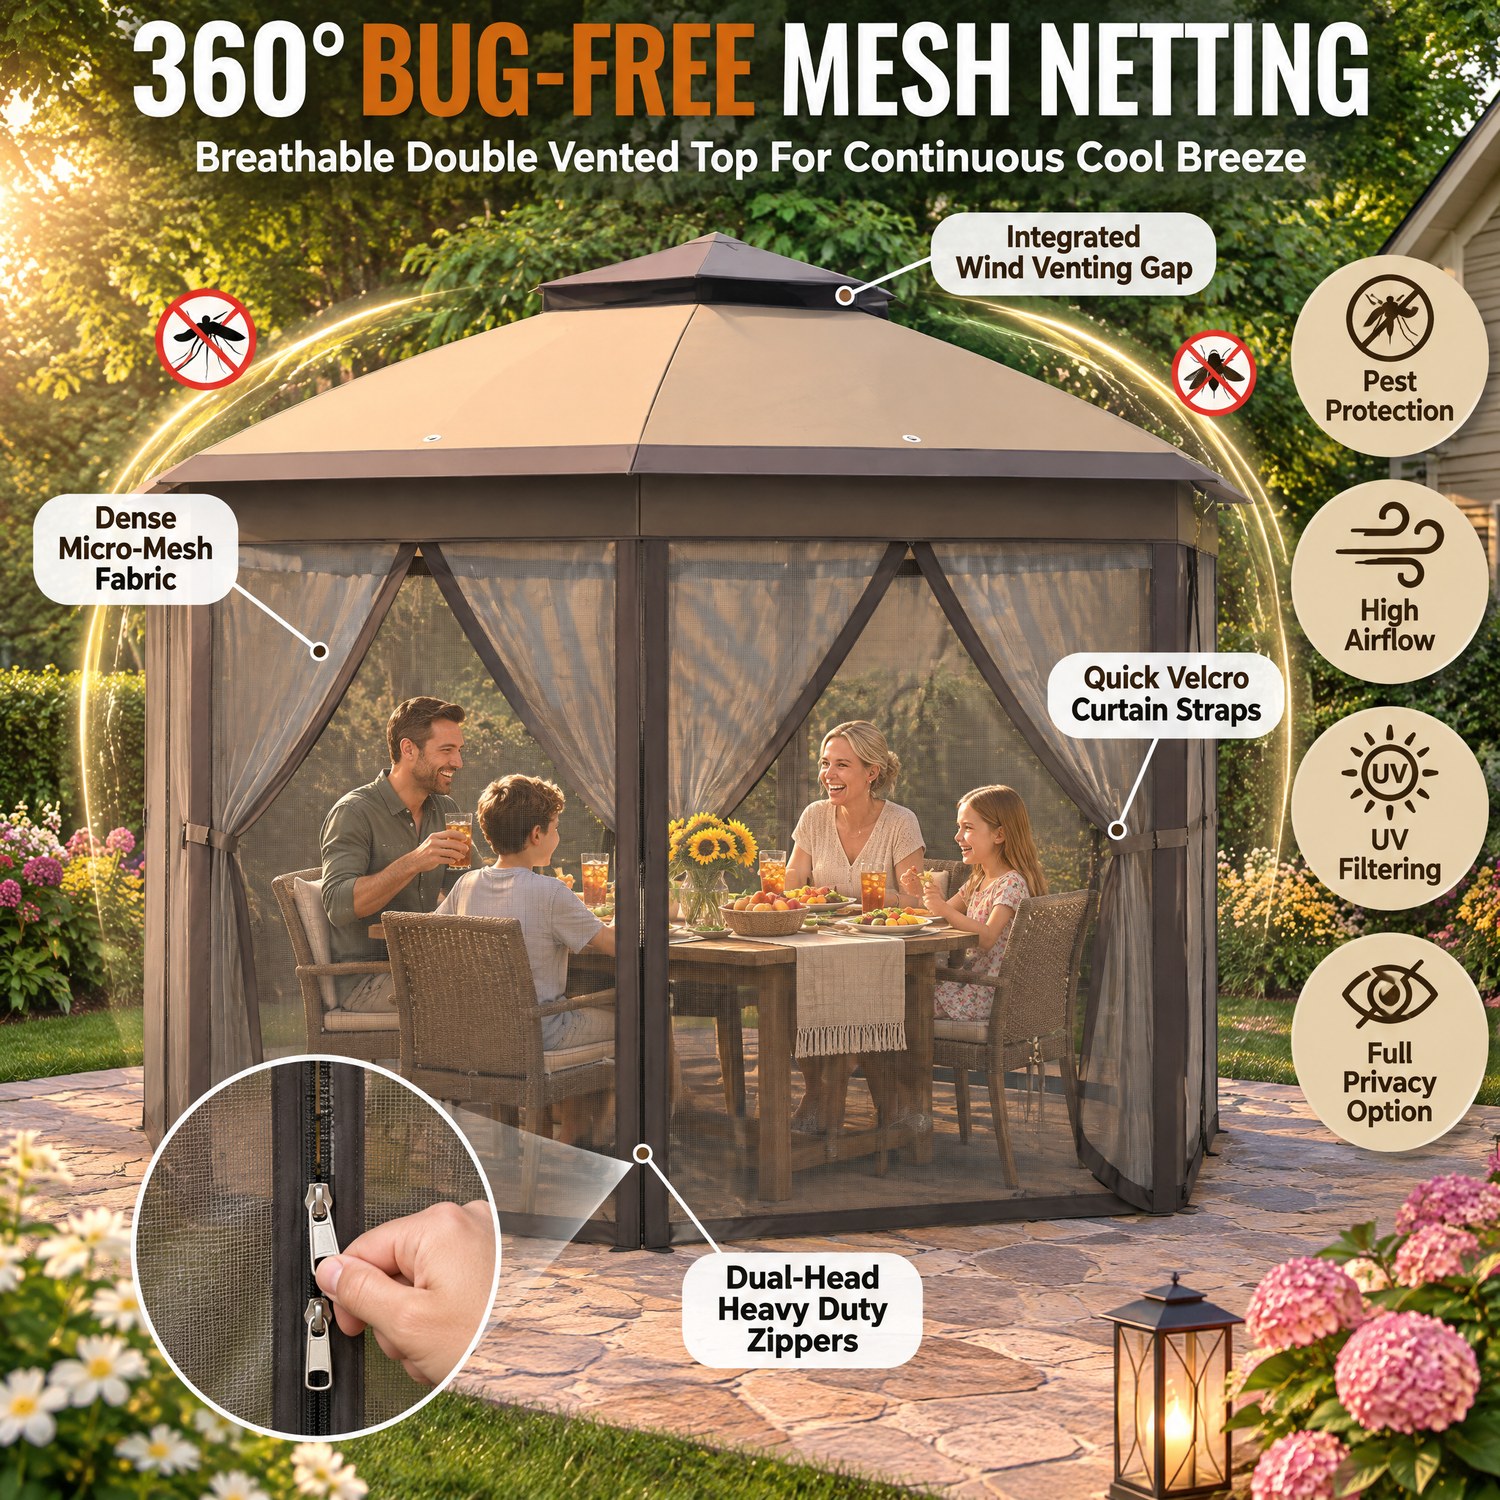 360° BUG-FREE MESH NETTING
Breathable Double Vented Top For Continuous Cool Breeze
Integrated
Wind Venting Gap
Pest
Protection
Dense
Micro-Mesh
Fabric
High
Airflow
Quick Velcro
Curtain Straps
UV
UV
Filtering
Full
Privacy
Option
Dual-Head
Heavy Duty
Zippers